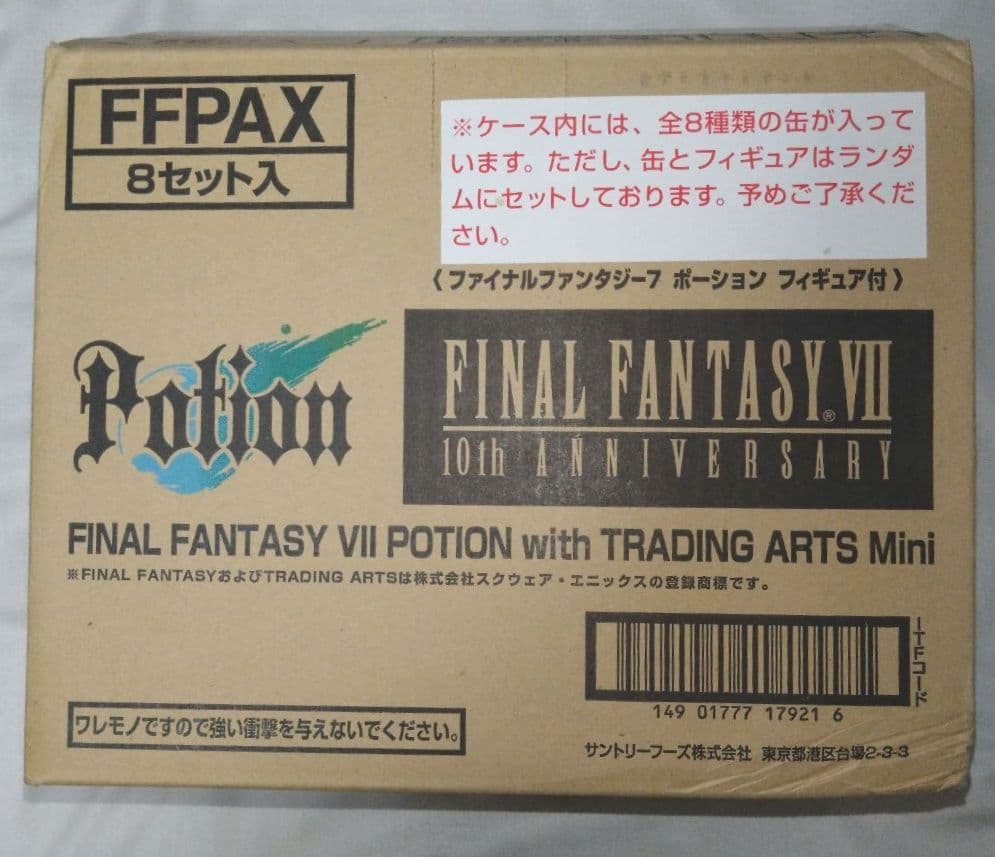 FFPAX
8セット入
※ケース内には、全8種類の缶が入って
います。ただし、缶とフィギュアはランダ
ムにセットしております。予めご了承くだ
さい。
〈ファイナルファンタジー7 ポーション フィギュア付〉
Potion
FINAL FANTASY® VII
10th ANNIVERSARY
FINAL FANTASY VII POTION with TRADING ARTS Mini
※FINAL FANTASYおよびTRADING ARTSは株式会社スクウェア・エニックスの登録商標です。
ITFコード
149 01777 17921 6
ワレモノですので強い衝撃を与えないでください。
サントリーフーズ株式会社 東京都港区台場2-3-3